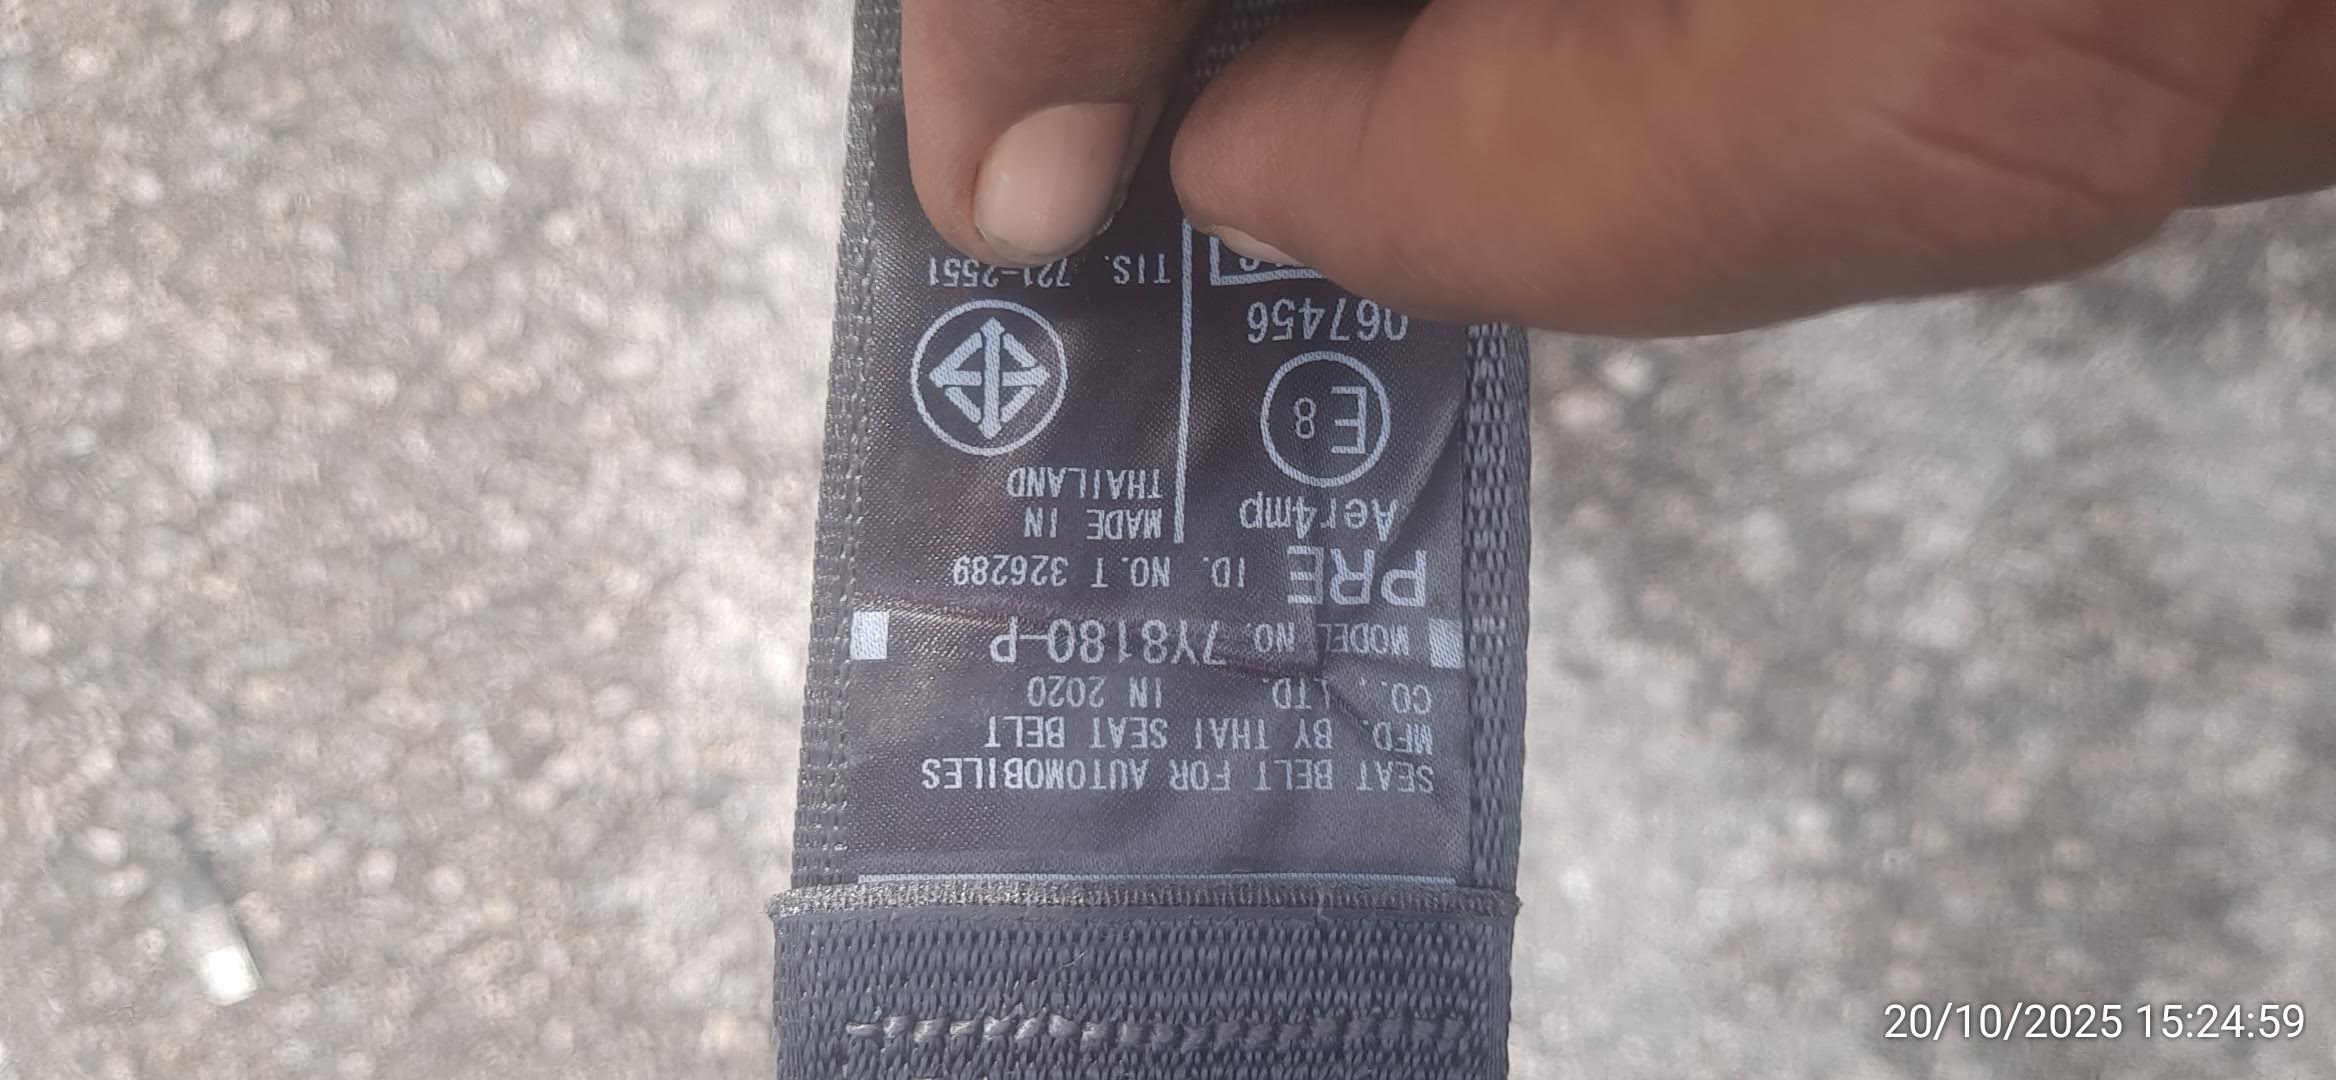 SEAT BELT FOR AUTOMOBILES
MFD. BY THAI SEAT BELT
CO., LTD. IN 2020
MODEL NO. 7Y8180-P
PRE ID. NO.T 326289
Aer4mp
E 8
067456
MADE IN
THAILAND
TIS. 721-2551
20/10/2025 15:24:59